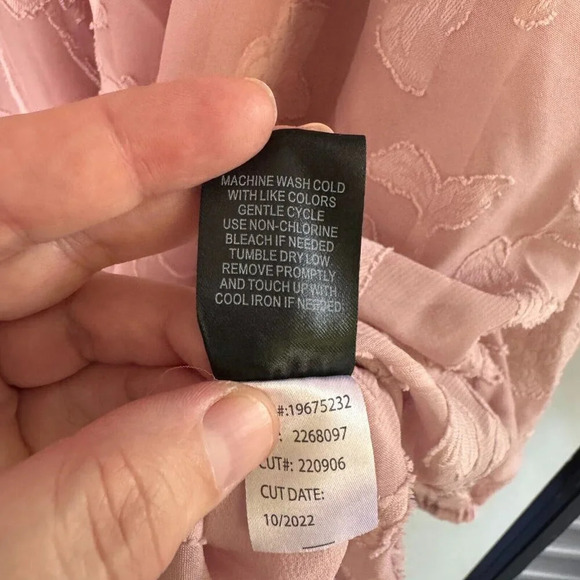 MACHINE WASH COLD
WITH LIKE COLORS
GENTLE CYCLE
USE NON-CHLORINE
BLEACH IF NEEDED
TUMBLE DRY LOW
REMOVE PROMPTLY
AND TOUCH UP WITH
COOL IRON IF NEEDED
#:19675232
: 2268097
CUT#: 220906
CUT DATE:
10/2022